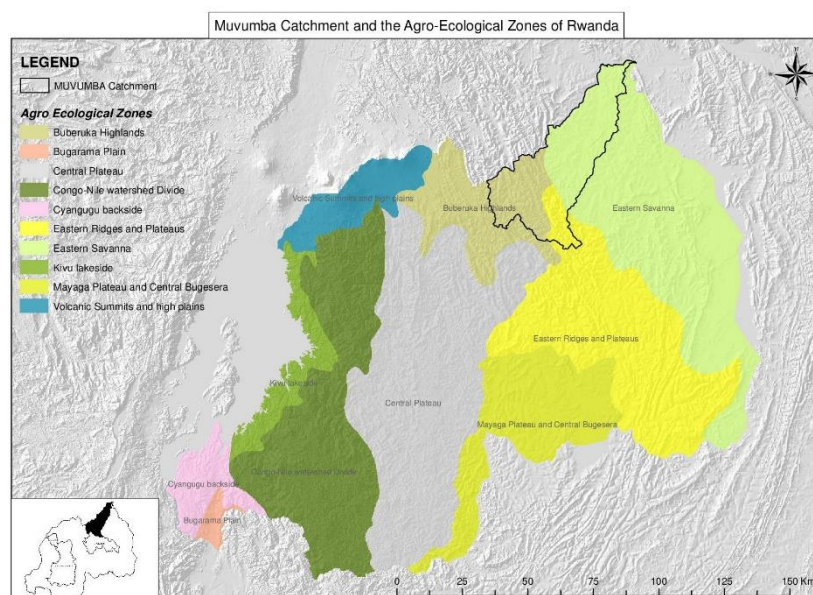 Muvumba Catchment and the Agro-Ecological Zones of Rwanda
LEGEND
MUVUMBA Catchment
Agro Ecological Zones
Buberuka Highlands
Bugarama Plain
Central Plateau
Congo-Nile watershed Divide
Cyangugu backside
Eastern Ridges and Plateaus
Eastern Savanna
Kivu lakeside
Mayaga Plateau and Central Bugesera
Volcanic Summits and high plains
Volcanic Summits and high plains
Buberuka Highlands
Eastern Savanna
Eastern Ridges and Plateaus
Kivu lakeside
Central Plateau
Mayaga Plateau and Central Bugesera
Congo-Nile watershed Divide
Cyangugu backside
Bugarama Plain
0 25 50 75 100 125 150 Km